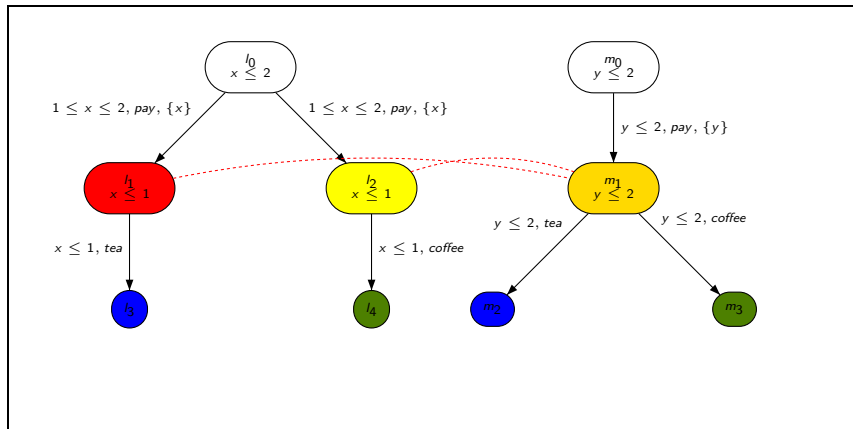 l0
x ≤ 2
m0
y ≤ 2
1 ≤ x ≤ 2, pay, {x}
1 ≤ x ≤ 2, pay, {x}
y ≤ 2, pay, {y}
l1
x ≤ 1
l2
x ≤ 1
m1
y ≤ 2
x ≤ 1, tea
x ≤ 1, coffee
y ≤ 2, tea
y ≤ 2, coffee
l3
l4
m2
m3